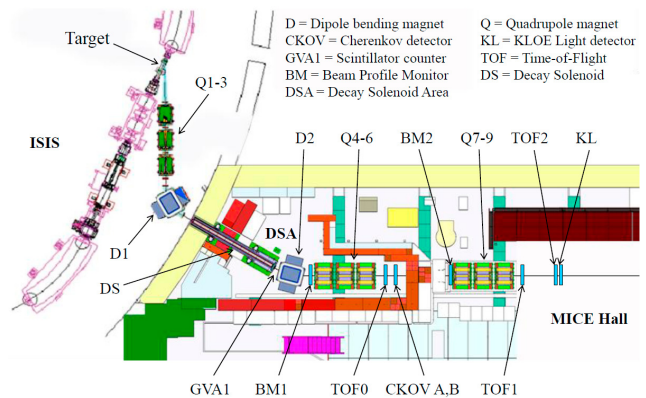 D = Dipole bending magnet
CKOV = Cherenkov detector
GVA1 = Scintillator counter
BM = Beam Profile Monitor
DSA = Decay Solenoid Area
Q = Quadrupole magnet
KL = KLOE Light detector
TOF = Time-of-Flight
DS = Decay Solenoid
Target
Q1-3
ISIS
D2
Q4-6
BM2
Q7-9
TOF2
KL
D1
DSA
DS
MICE Hall
GVA1
BM1
TOF0
CKOV A,B
TOF1